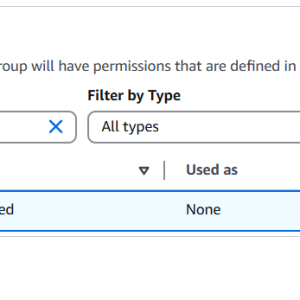 roup will have permissions that are defined in
Filter by Type
All types
Used as
ed None